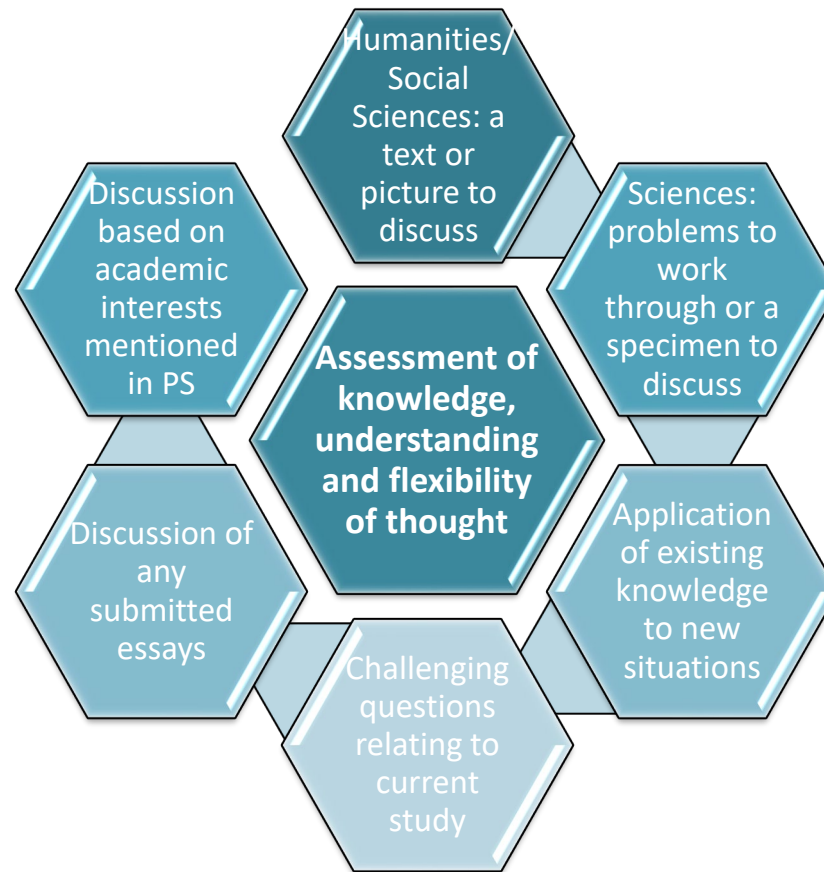 Humanities/
Social
Sciences: a
text or
picture to
discuss
Sciences:
problems to
work
through or a
specimen to
discuss
Application
of existing
knowledge
to new
situations
Challenging
questions
relating to
current
study
Discussion of
any
submitted
essays
Discussion
based on
academic
interests
mentioned
in PS
Assessment of
knowledge,
understanding
and flexibility
of thought